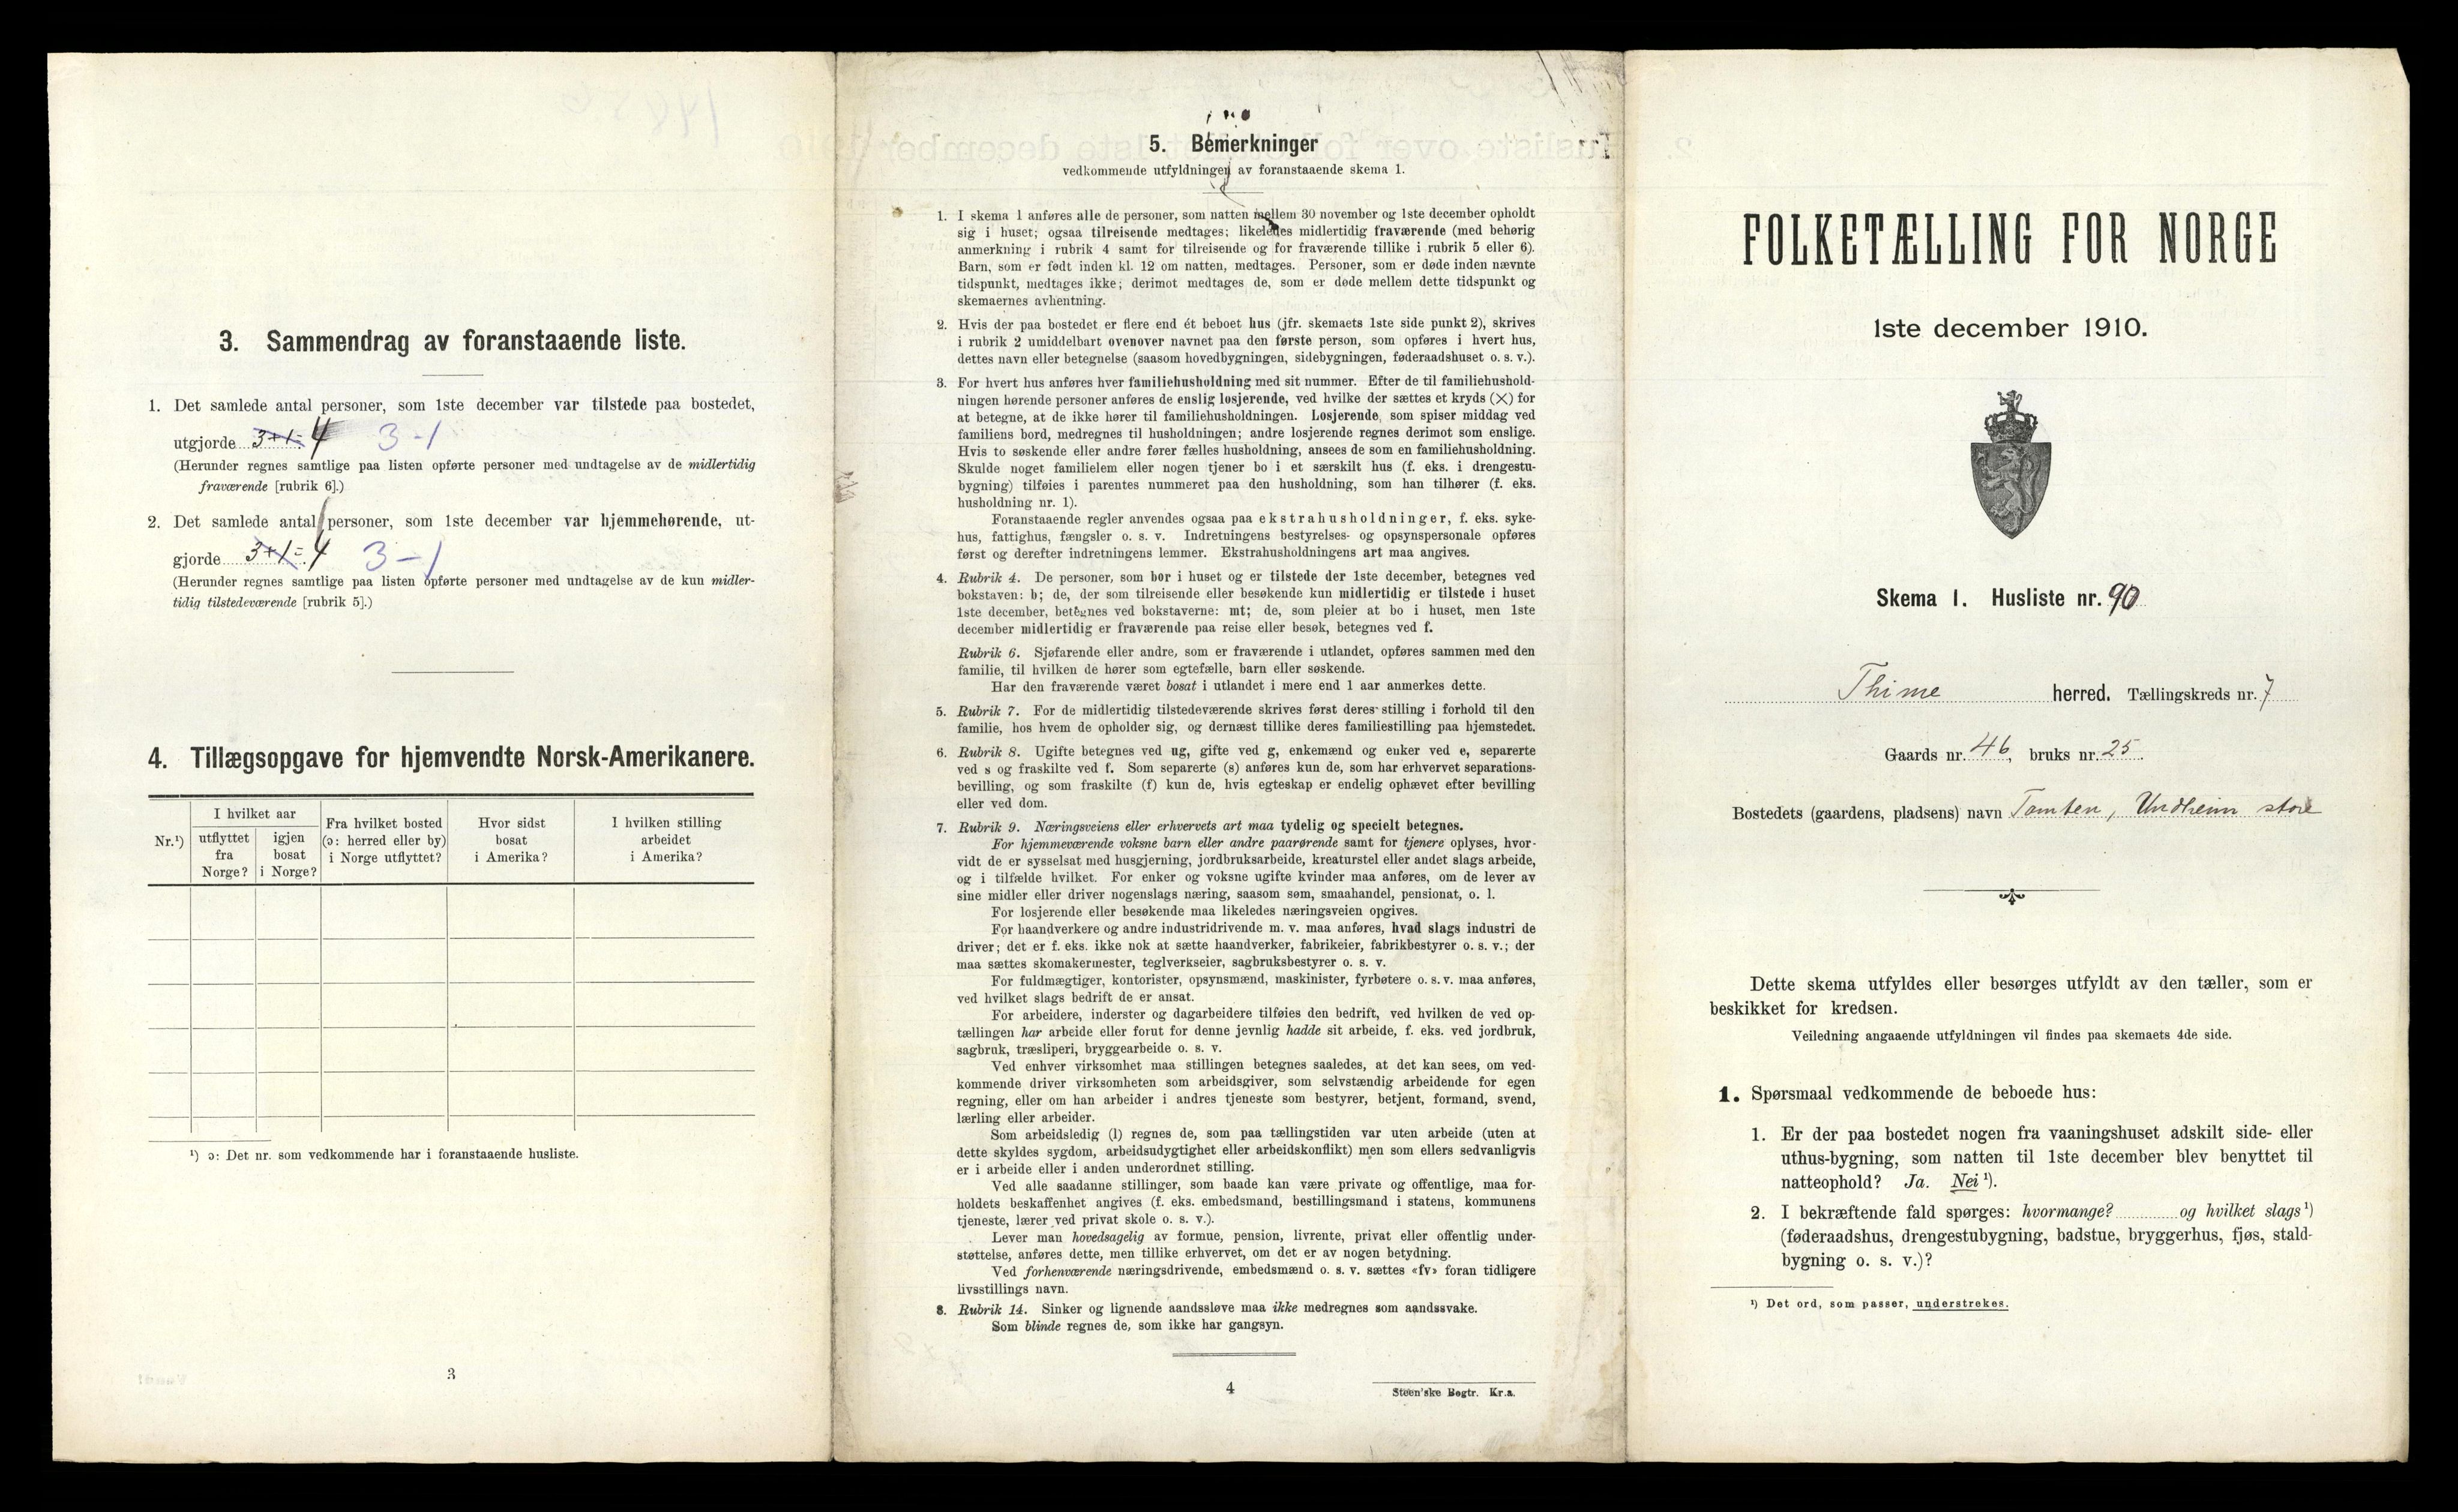 3. Sammendrag av foranstaaende liste.
1. Det samlede antal personer, som 1ste december var tilstede paa bostedet,
utgjorde 3+1= 4 3-1
(Herunder regnes samtlige paa listen opførte personer med undtagelse av de midlertidig
fraværende [rubrik 6].)
2. Det samlede antal personer, som 1ste december var hjemmehørende, ut-
gjorde 3+1= 4 3-1
(Herunder regnes samtlige paa listen opførte personer med undtagelse av de kun midler-
tidig tilstedeværende [rubrik 5].)
4. Tillægsopgave for hjemvendte Norsk-Amerikanere.
Nr.¹)
I hvilket aar
utflyttet
fra
Norge?
igjen
bosat
i Norge?
Fra hvilket bosted
(ɔ: herred eller by)
i Norge utflyttet?
Hvor sidst
bosat
i Amerika?
I hvilken stilling
arbeidet
i Amerika?
¹) ɔ: Det nr. som vedkommende har i foranstaaende husliste.
3
5. Bemerkninger
vedkommende utfyldningen av foranstaaende skema 1.
1. I skema 1 anføres alle de personer, som natten mellem 30 november og 1ste december opholdt
sig i huset; ogsaa tilreisende medtages; likeledes midlertidig fraværende (med behørig
anmerkning i rubrik 4 samt for tilreisende og for fraværende tillike i rubrik 5 eller 6).
Barn, som er født inden kl. 12 om natten, medtages. Personer, som er døde inden nævnte
tidspunkt, medtages ikke; derimot medtages de, som er døde mellem dette tidspunkt og
skemaernes avhentning.
2. Hvis der paa bostedet er flere end ét beboet hus (jfr. skemaets 1ste side punkt 2), skrives
i rubrik 2 umiddelbart ovenover navnet paa den første person, som opføres i hvert hus,
dettes navn eller betegnelse (saasom hovedbygningen, sidebygningen, føderaadshuset o. s. v.).
3. For hvert hus anføres hver familiehusholdning med sit nummer. Efter de til familiehushold-
ningen hørende personer anføres de enslig losjerende, ved hvilke der sættes et kryds (×) for
at betegne, at de ikke hører til familiehusholdningen. Losjerende, som spiser middag ved
familiens bord, medregnes til husholdningen; andre losjerende regnes derimot som enslige.
Hvis to søskende eller andre fører fælles husholdning, ansees de som en familiehusholdning.
Skulde noget familielem eller nogen tjener bo i et særskilt hus (f. eks. i drengestu-
bygning) tilføies i parentes nummeret paa den husholdning, som han tilhører (f. eks.
husholdning nr. 1).
Foranstaaende regler anvendes ogsaa paa ekstrahusholdninger, f. eks. syke-
hus, fattighus, fængsler o. s. v. Indretningens bestyrelses- og opsynspersonale opføres
først og derefter indretningens lemmer. Ekstrahusholdningens art maa angives.
4. Rubrik 4. De personer, som bor i huset og er tilstede der 1ste december, betegnes ved
bokstaven: b; de, der som tilreisende eller besøkende kun midlertidig er tilstede i huset
1ste december, betegnes ved bokstaverne: mt; de, som pleier at bo i huset, men 1ste
december midlertidig er fraværende paa reise eller besøk, betegnes ved f.
Rubrik 6. Sjøfarende eller andre, som er fraværende i utlandet, opføres sammen med den
familie, til hvilken de hører som egtefælle, barn eller søskende.
Har den fraværende været bosat i utlandet i mere end 1 aar anmerkes dette.
5. Rubrik 7. For de midlertidig tilstedeværende skrives først deres stilling i forhold til den
familie, hos hvem de opholder sig, og dernæst tillike deres familiestilling paa hjemstedet.
6. Rubrik 8. Ugifte betegnes ved ug, gifte ved g, enkemænd og enker ved e, separerte
ved s og fraskilte ved f. Som separerte (s) anføres kun de, som har erhvervet separations-
bevilling, og som fraskilte (f) kun de, hvis egteskap er endelig ophævet efter bevilling
eller ved dom.
7. Rubrik 9. Næringsveiens eller erhvervets art maa tydelig og specielt betegnes.
For hjemmeværende voksne barn eller andre paarørende samt for tjenere oplyses, hvor-
vidt de er sysselsat med husgjerning, jordbruksarbeide, kreaturstel eller andet slags arbeide,
og i tilfælde hvilket. For enker og voksne ugifte kvinder maa anføres, om de lever av
sine midler eller driver nogenslags næring, saasom søm, smaahandel, pensionat, o. l.
For losjerende eller besøkende maa likeledes næringsveien opgives.
For haandverkere og andre industridrivende m. v. maa anføres, hvad slags industri de
driver; det er f. eks. ikke nok at sætte haandverker, fabrikeier, fabrikbestyrer o. s. v.; der
maa sættes skomakermester, teglverkseier, sagbruksbestyrer o. s. v.
For fuldmægtiger, kontorister, opsynsmænd, maskinister, fyrbøtere o. s. v. maa anføres,
ved hvilket slags bedrift de er ansat.
For arbeidere, inderster og dagarbeidere tilføies den bedrift, ved hvilken de ved op-
tællingen har arbeide eller forut for denne jevnlig hadde sit arbeide, f. eks. ved jordbruk,
sagbruk, træsliperi, bryggearbeide o. s. v.
Ved enhver virksomhet maa stillingen betegnes saaledes, at det kan sees, om ved-
kommende driver virksomheten som arbeidsgiver, som selvstændig arbeidende for egen
regning, eller om han arbeider i andres tjeneste som bestyrer, betjent, formand, svend,
lærling eller arbeider.
Som arbeidsledig (l) regnes de, som paa tællingstiden var uten arbeide (uten at
dette skyldes sygdom, arbeidsudygtighet eller arbeidskonflikt) men som ellers sedvanligvis
er i arbeide eller i anden underordnet stilling.
Ved alle saadanne stillinger, som baade kan være private og offentlige, maa for-
holdets beskaffenhet angives (f. eks. embedsmand, bestillingsmand i statens, kommunens
tjeneste, lærer ved privat skole o. s. v.).
Lever man hovedsagelig av formue, pension, livrente, privat eller offentlig under-
støttelse, anføres dette, men tillike erhvervet, om det er av nogen betydning.
Ved forhenværende næringsdrivende, embedsmænd o. s. v. sættes «fv» foran tidligere
livsstillings navn.
8. Rubrik 14. Sinker og lignende aandssløve maa ikke medregnes som aandssvake.
Som blinde regnes de, som ikke har gangsyn.
4
Steen'ske Bogtr. Kr.a.
FOLKETÆLLING FOR NORGE
1ste december 1910.
Skema 1. Husliste nr. 90
Thime herred. Tællingskreds nr. 7
Gaards nr. 46, bruks nr. 25.
Bostedets (gaardens, pladsens) navn Tomten, Undheim store
Dette skema utfyldes eller besørges utfyldt av den tæller, som er
beskikket for kredsen.
Veiledning angaaende utfyldningen vil findes paa skemaets 4de side.
1. Spørsmaal vedkommende de beboede hus:
1. Er der paa bostedet nogen fra vaaningshuset adskilt side- eller
uthus-bygning, som natten til 1ste december blev benyttet til
natteophold? Ja. Nei ¹).
2. I bekræftende fald spørges: hvormange? og hvilket slags ¹)
(føderaadshus, drengestubygning, badstue, bryggerhus, fjøs, stald-
bygning o. s. v.)?
¹) Det ord, som passer, understrekes.